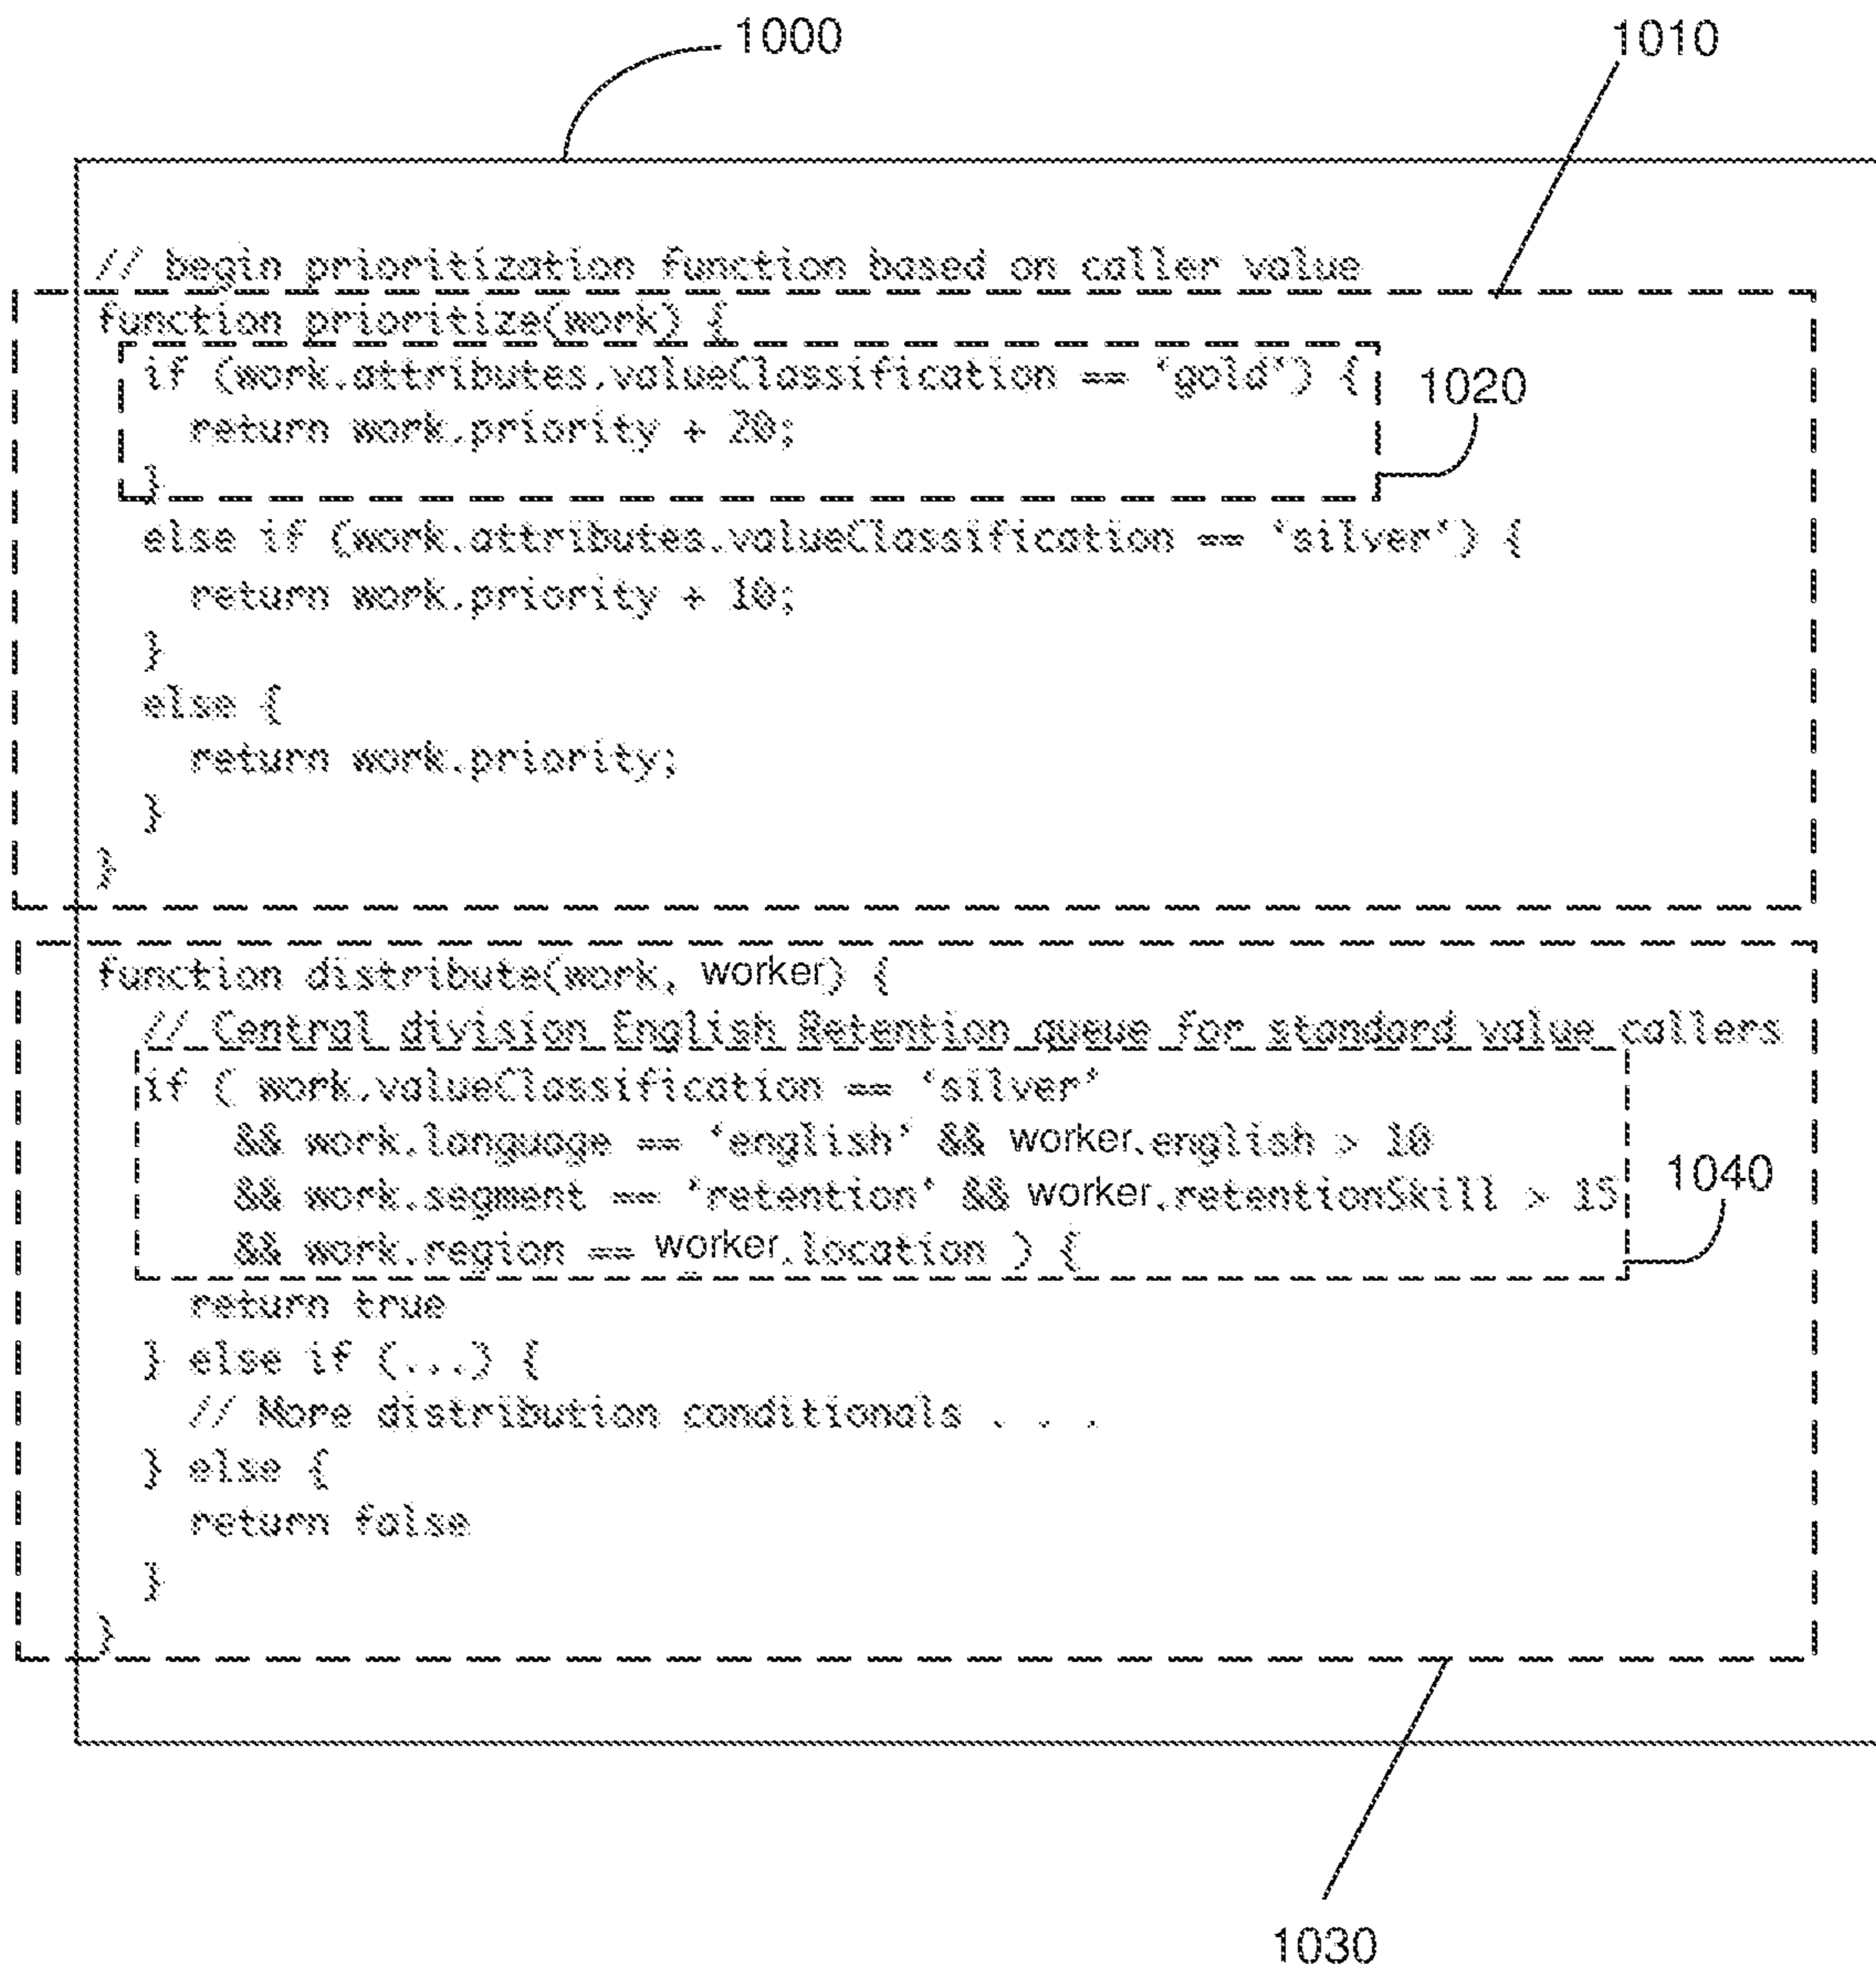 1000
1010
// begin prioritization function based on caller value
function prioritize(work) {
if (work.attributes.valueClassification == 'gold') {
1020
return work.priority + 20;
}
else if (work.attributes.valueClassification == 'silver') {
return work.priority + 10;
}
else {
return work.priority;
}
}
function distribute(work, worker) {
// Central division English Retention queue for standard value callers
if ( work.valueClassification == 'silver'
&& work.language == 'english' && worker.english > 10
&& work.segment == 'retention' && worker.retentionSkill > 15
1040
&& work.region == worker.location ) {
return true
} else if (...) {
// More distribution conditionals . . .
} else {
return false
}
}
1030